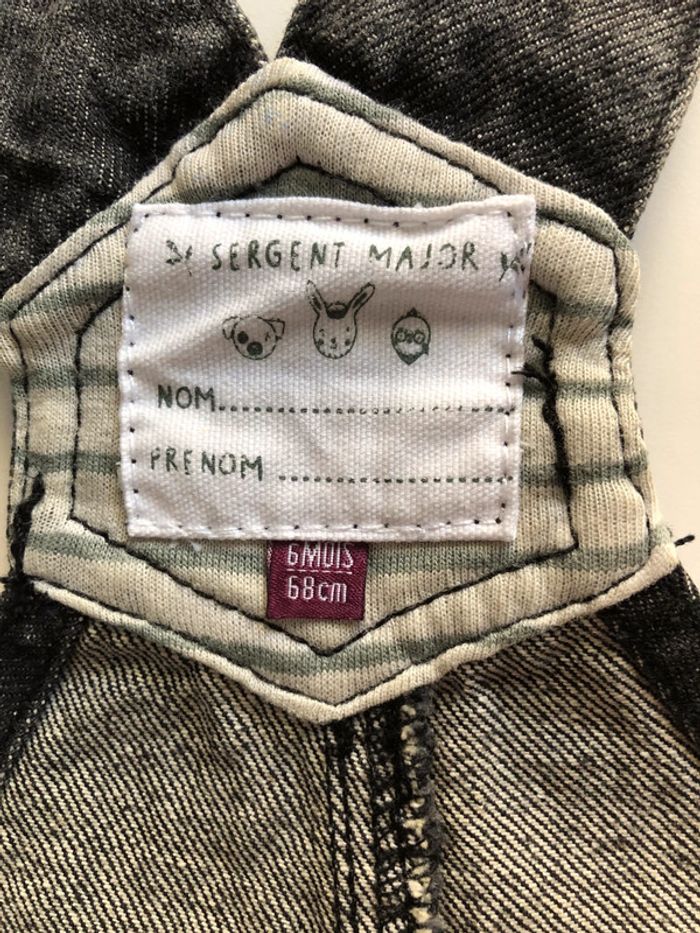 SERGENT MAJOR
NOM
PRENOM
6MOIS
68cm